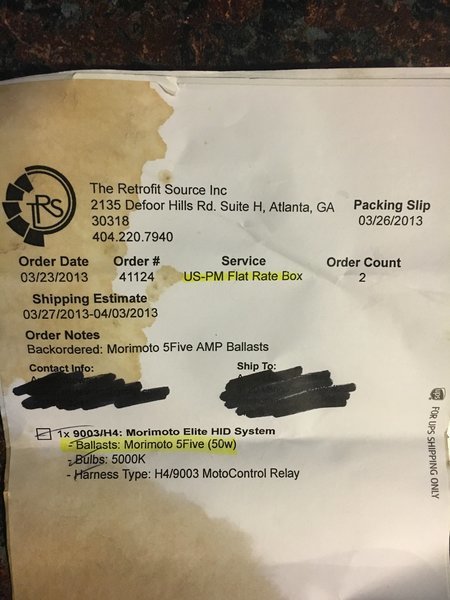 TRS
The Retrofit Source Inc
2135 Defoor Hills Rd. Suite H, Atlanta, GA
30318
404.220.7940
Packing Slip
03/26/2013
Order Date Order # Service Order Count
03/23/2013 41124 US-PM Flat Rate Box 2
Shipping Estimate
03/27/2013-04/03/2013
Order Notes
Backordered: Morimoto 5Five AMP Ballasts
Contact Info: Ship To:
1x 9003/H4: Morimoto Elite HID System
- Ballasts: Morimoto 5Five (50w)
- Bulbs: 5000K
- Harness Type: H4/9003 MotoControl Relay
ups
FOR UPS SHIPPING ONLY